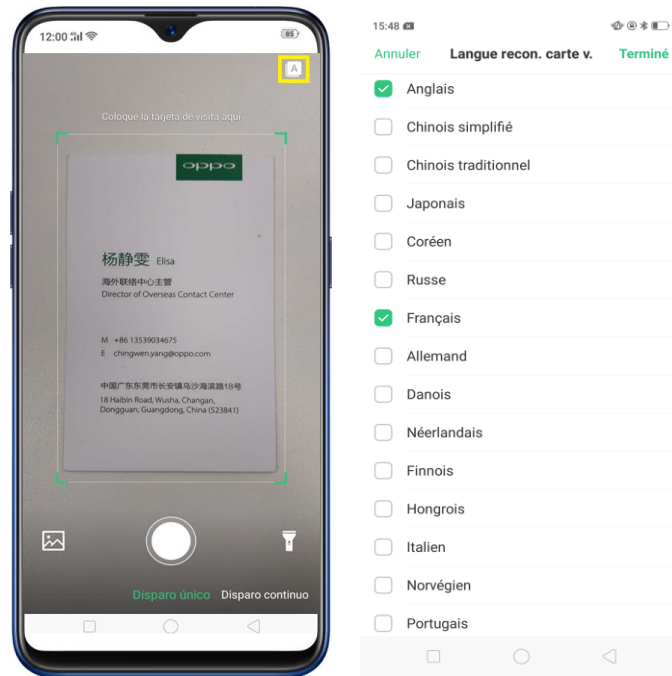 12:00
85
A
Coloque la tarjeta de visita aquí
oppo
杨静雯 Elisa
海外联络中心主管
Director of Overseas Contact Center
M +86 13539034675
E chingwen.yang@oppo.com
中国广东东莞市长安镇乌沙海滨路18号
18 Haibin Road, Wusha, Changan,
Dongguan, Guangdong, China (523841)
Disparo único Disparo continuo
15:48
Annuler Langue recon. carte v. Terminé
Anglais
Chinois simplifié
Chinois traditionnel
Japonais
Coréen
Russe
Français
Allemand
Danois
Néerlandais
Finnois
Hongrois
Italien
Norvégien
Portugais